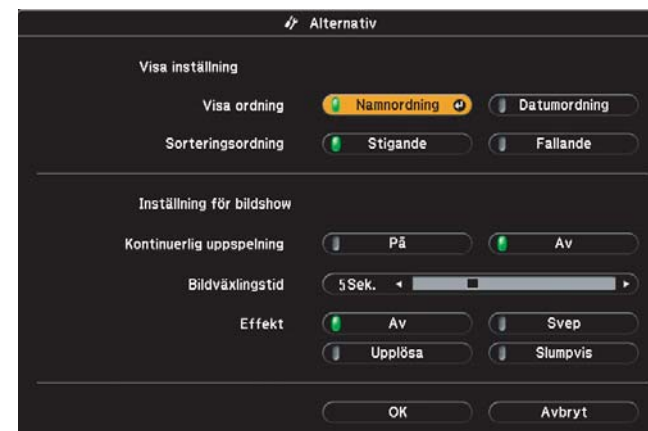 Alternativ
Visa inställning
Visa ordning Namnordning Datumordning
Sorteringsordning Stigande Fallande
Inställning för bildshow
Kontinuerlig uppspelning På Av
Bildväxlingstid 5Sek.
Effekt Av Svep
Upplösa Slumpvis
OK Avbryt